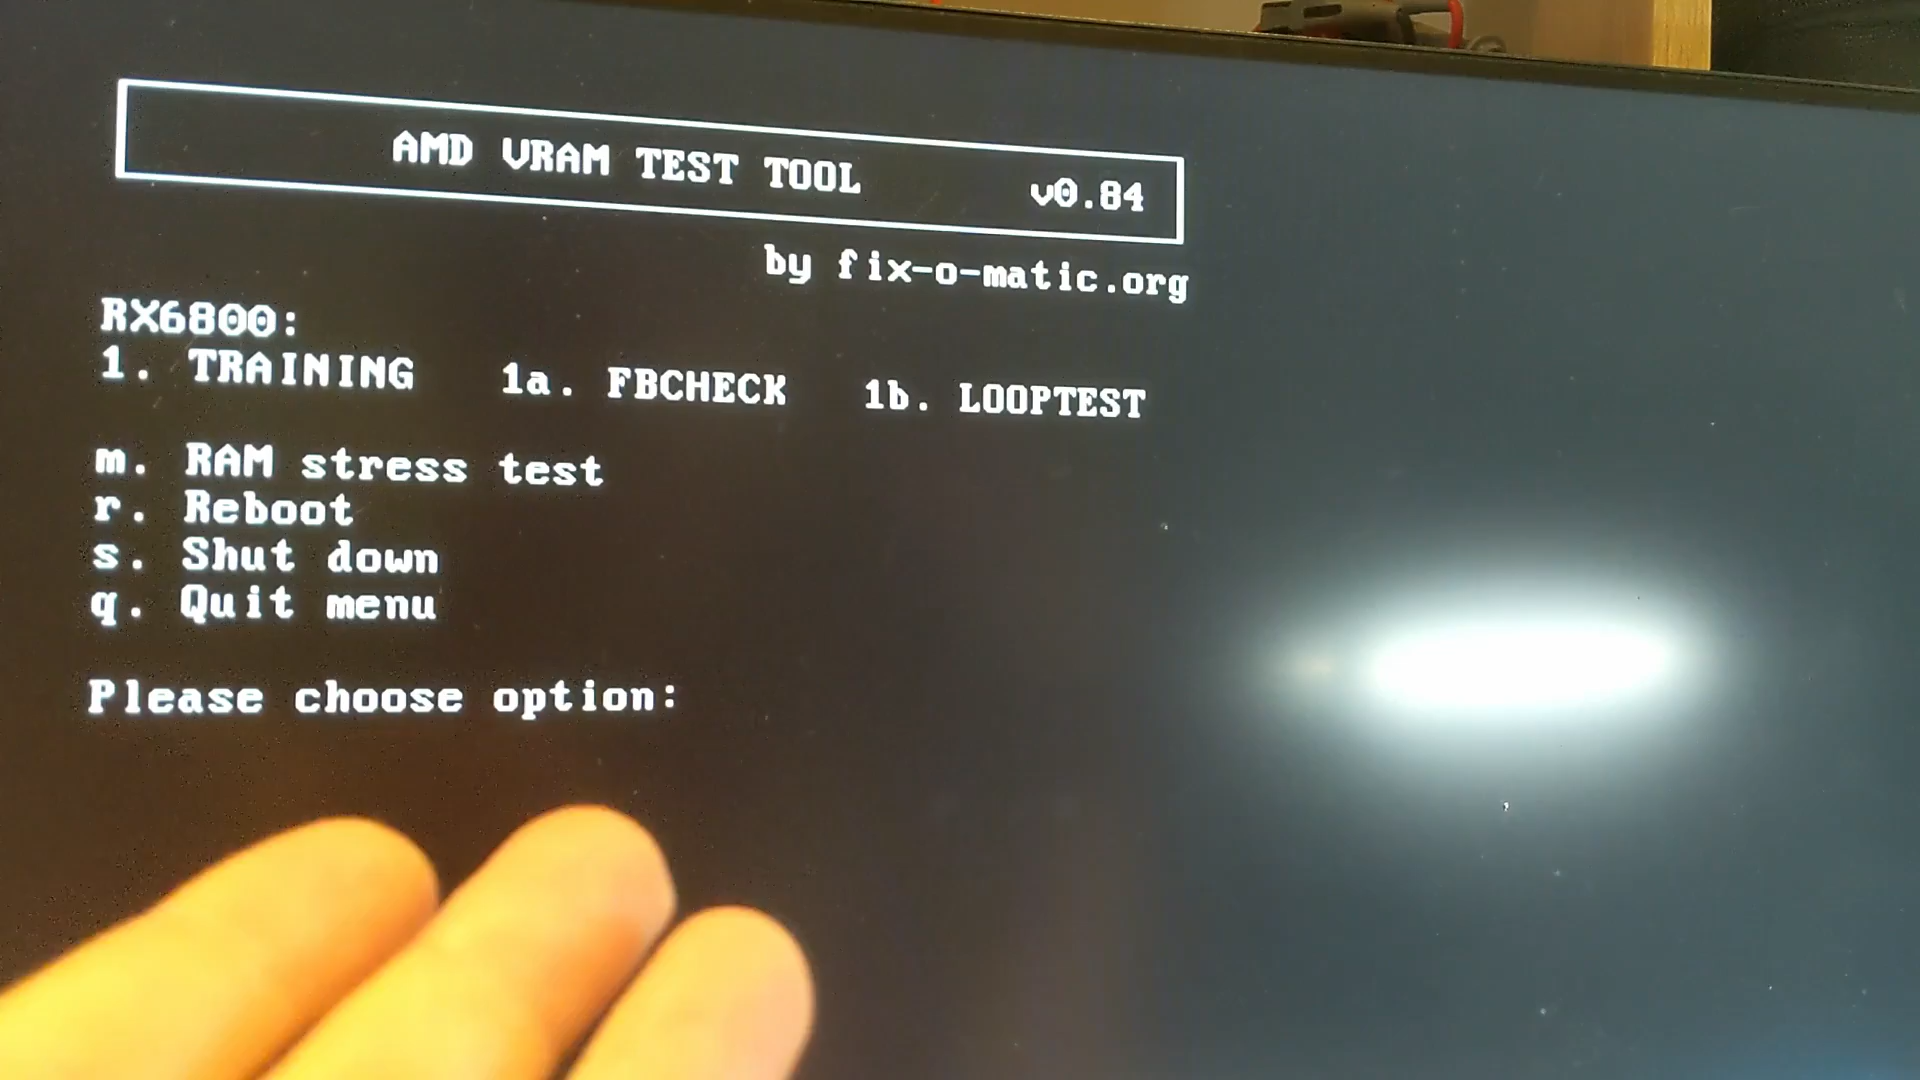 AMD VRAM TEST TOOL v0.84
by fix-o-matic.org
RX6800:
1. TRAINING 1a. FBCHECK 1b. LOOPTEST
m. RAM stress test
r. Reboot
s. Shut down
q. Quit menu
Please choose option: